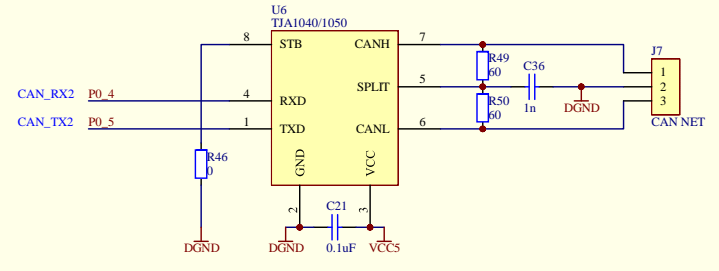 U6
TJA1040/1050
8 STB CANH 7
J7
R49
60
C36
1
CAN_RX2 P0_4 4 RXD SPLIT 5
2
R50
60
1n
DGND
3
CAN_TX2 P0_5 1 TXD CANL 6
CAN NET
R46
0
GND VCC
2 3
C21
0.1uF
DGND DGND VCC5